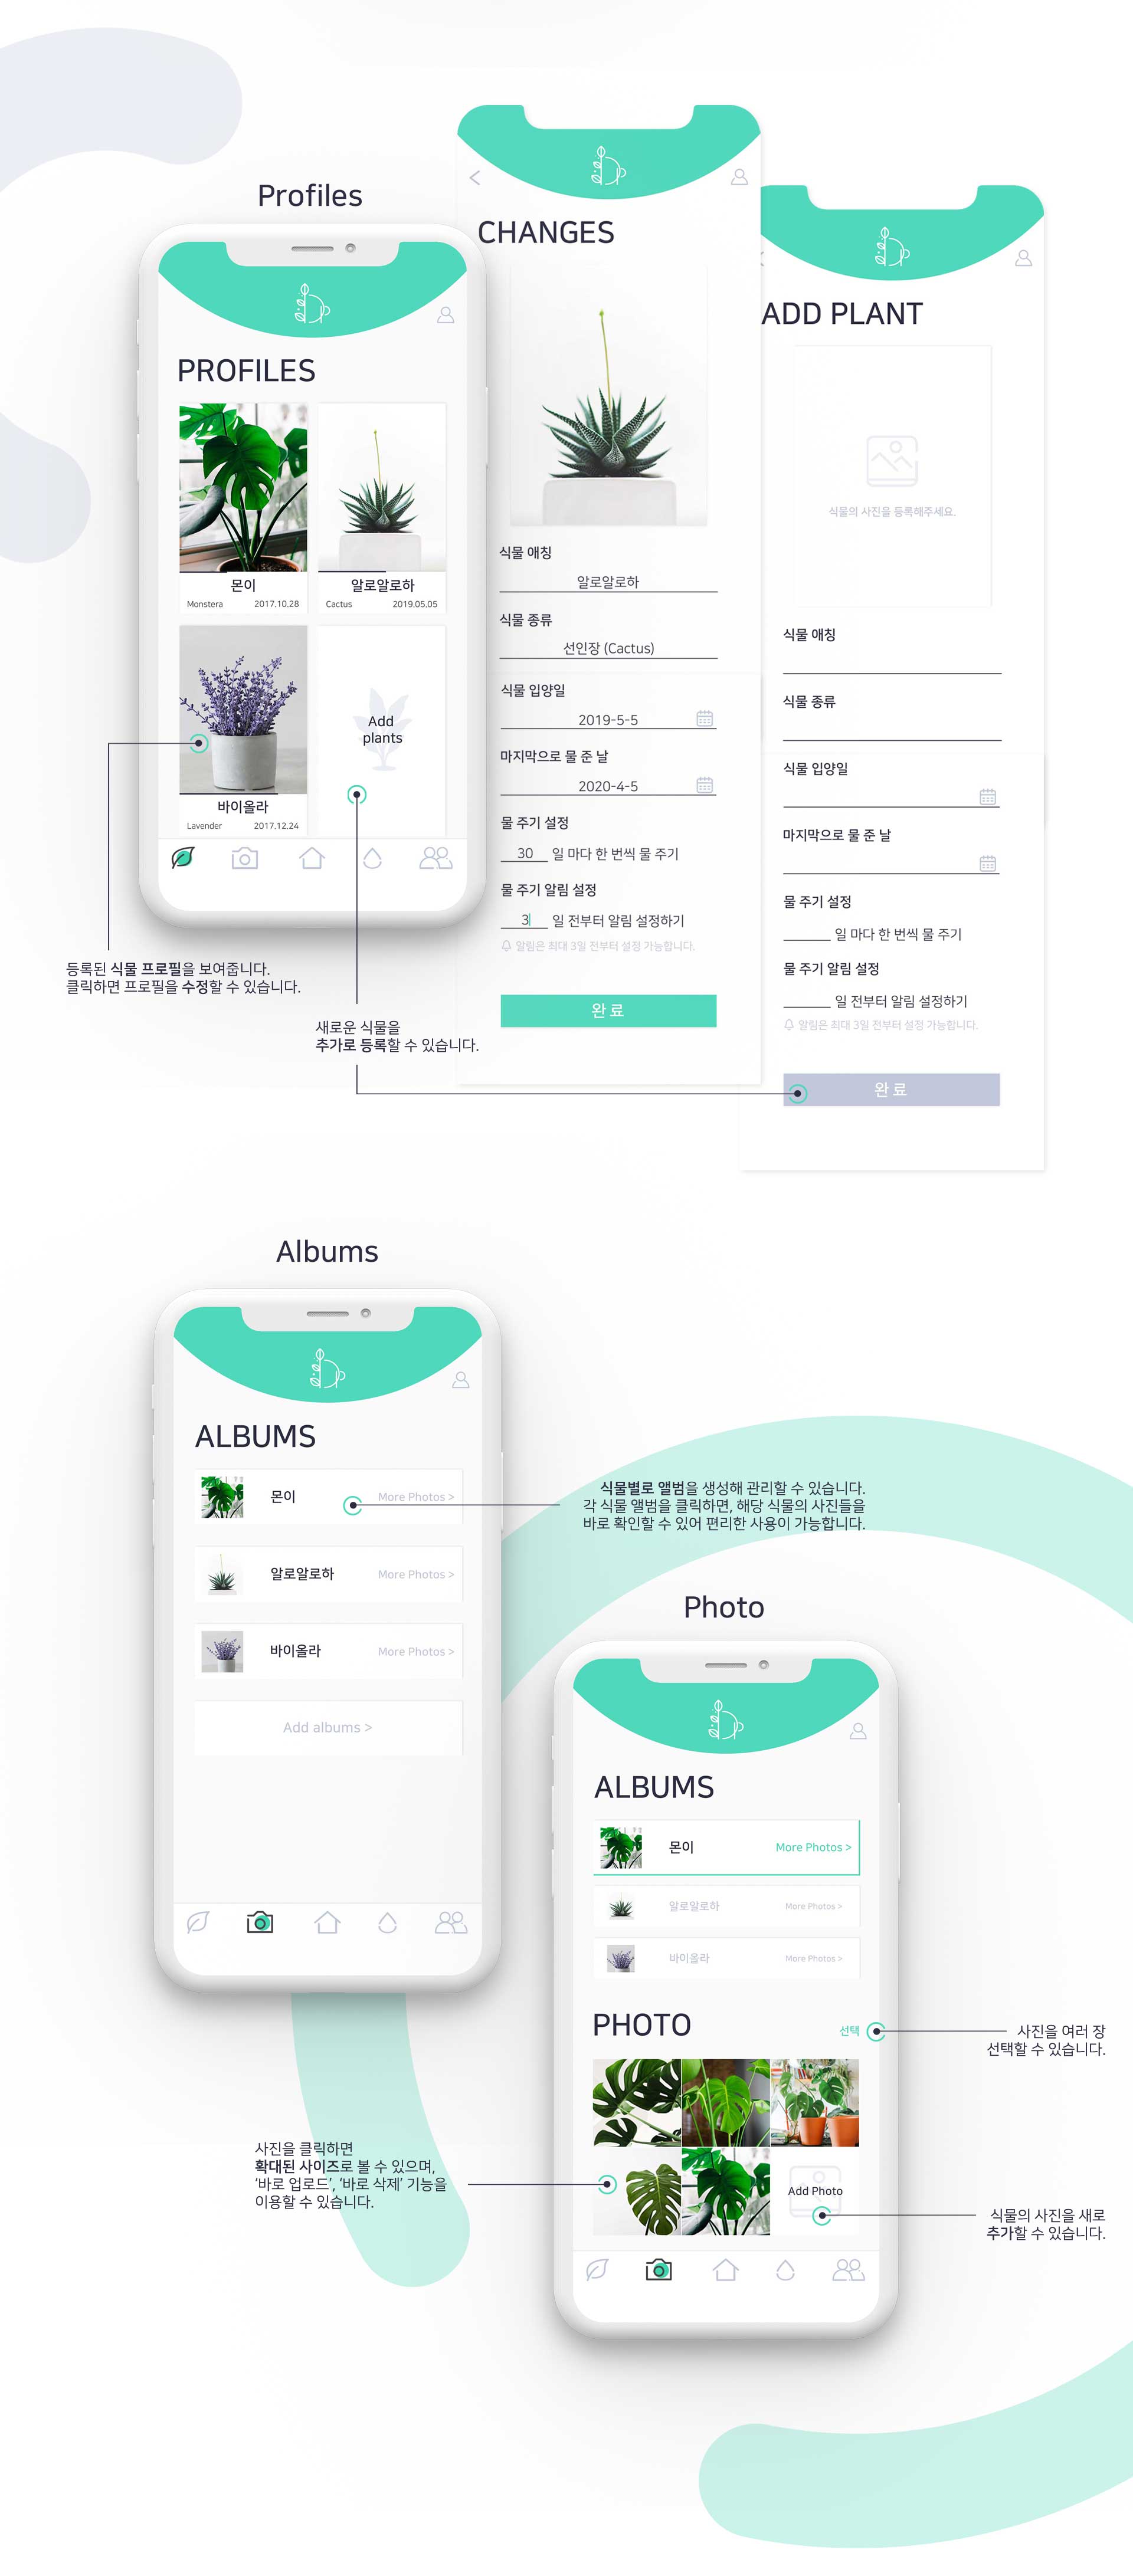 Profiles
PROFILES
몬이
Monstera 2017.10.28
알로알로하
Cactus 2019.05.05
바이올라
Lavender 2017.12.24
Add
plants
등록된 식물 프로필을 보여줍니다.
클릭하면 프로필을 수정할 수 있습니다.
새로운 식물을
추가로 등록할 수 있습니다.
CHANGES
식물 애칭
알로알로하
식물 종류
선인장 (Cactus)
식물 입양일
2019-5-5
마지막으로 물 준 날
2020-4-5
물 주기 설정
30 일 마다 한 번씩 물 주기
물 주기 알림 설정
3 일 전부터 알림 설정하기
알림은 최대 3일 전부터 설정 가능합니다.
완료
ADD PLANT
식물의 사진을 등록해주세요.
식물 애칭
식물 종류
식물 입양일
마지막으로 물 준 날
물 주기 설정
일 마다 한 번씩 물 주기
물 주기 알림 설정
일 전부터 알림 설정하기
알림은 최대 3일 전부터 설정 가능합니다.
완료
Albums
ALBUMS
몬이 More Photos >
알로알로하 More Photos >
바이올라 More Photos >
Add albums >
식물별로 앨범을 생성해 관리할 수 있습니다.
각 식물 앨범을 클릭하면, 해당 식물의 사진들을
바로 확인할 수 있어 편리한 사용이 가능합니다.
Photo
ALBUMS
몬이 More Photos >
알로알로하 More Photos >
바이올라 More Photos >
PHOTO 선택
Add Photo
사진을 여러 장
선택할 수 있습니다.
사진을 클릭하면
확대된 사이즈로 볼 수 있으며,
‘바로 업로드’, ‘바로 삭제’ 기능을
이용할 수 있습니다.
식물의 사진을 새로
추가할 수 있습니다.